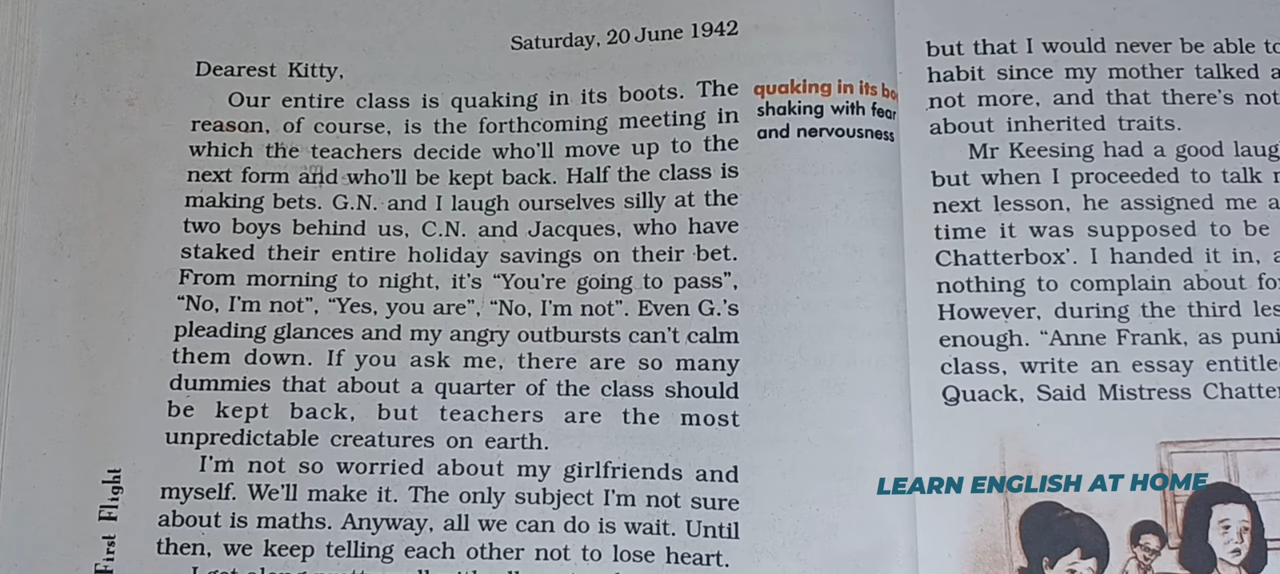 Saturday, 20 June 1942
Dearest Kitty,
Our entire class is quaking in its boots. The
reason, of course, is the forthcoming meeting in
which the teachers decide who'll move up to the
next form and who'll be kept back. Half the class is
making bets. G.N. and I laugh ourselves silly at the
two boys behind us, C.N. and Jacques, who have
staked their entire holiday savings on their bet.
From morning to night, it's “You're going to pass”,
“No, I'm not”, “Yes, you are”, “No, I'm not”. Even G.'s
pleading glances and my angry outbursts can't calm
them down. If you ask me, there are so many
dummies that about a quarter of the class should
be kept back, but teachers are the most
unpredictable creatures on earth.
I'm not so worried about my girlfriends and
myself. We'll make it. The only subject I'm not sure
about is maths. Anyway, all we can do is wait. Until
then, we keep telling each other not to lose heart.
quaking in its
shaking with fear
and nervousness
First Flight
but that I would never be able
habit since my mother talked
not more, and that there's
about inherited traits.
Mr Keesing had a good
but when I proceeded to talk
next lesson, he assigned me a
time it was supposed to be
Chatterbox'. I handed it in,
nothing to complain about
However, during the third
enough. “Anne Frank, as
class, write an essay
Quack, Said Mistress
LEARN ENGLISH AT HOME